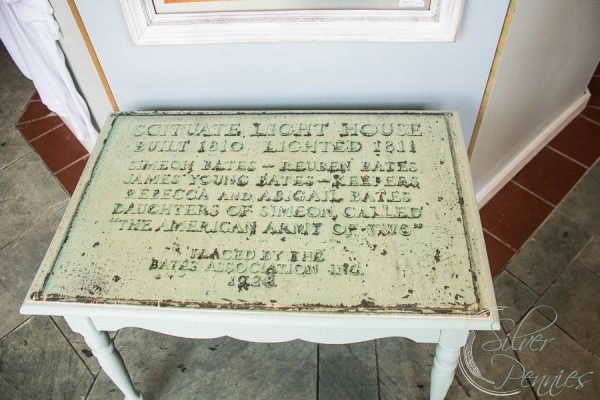 SCITUATE LIGHT HOUSE
BUILT 1810 LIGHTED 1811
SIMEON BATES – REUBEN BATES
JAMES YOUNG BATES – KEEPERS
REBECCA AND ABIGAIL BATES
DAUGHTERS OF SIMEON, CALLED
"THE AMERICAN ARMY OF TWO"
PLACED BY THE
BATES ASSOCIATION INC.
Silver
Pennies